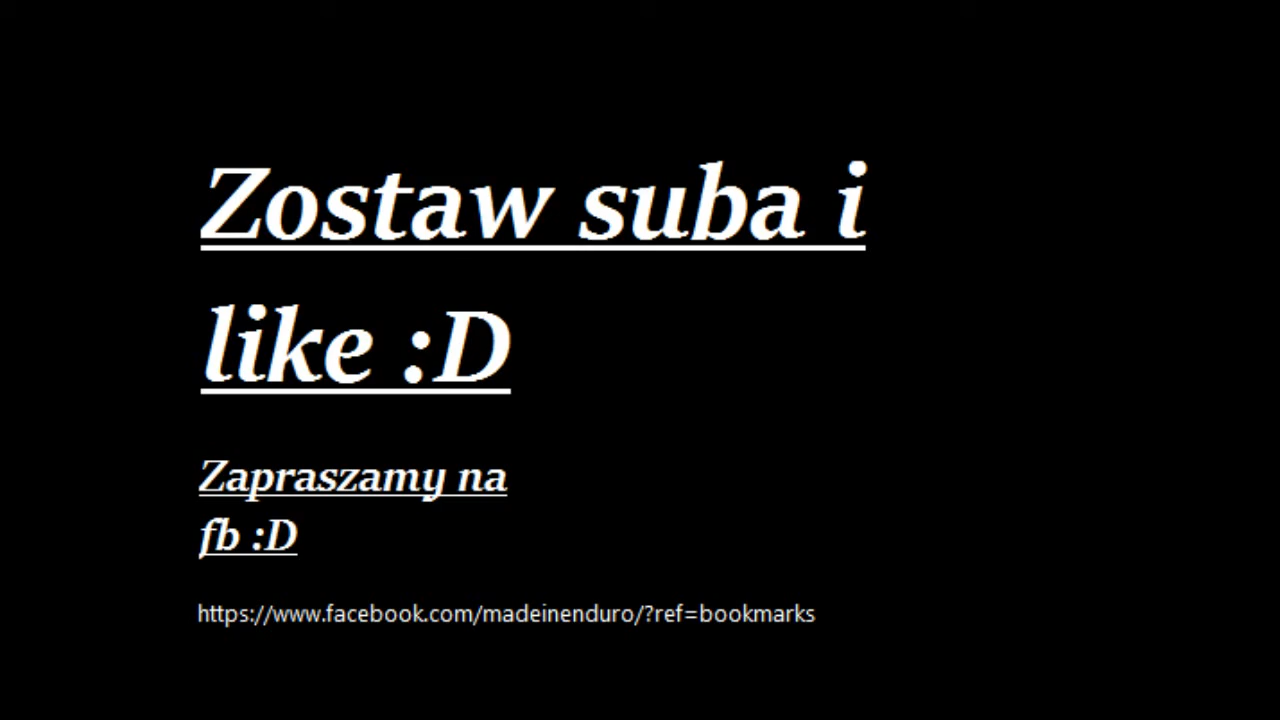 Zostaw suba i
like :D
Zapraszamy na
fb :D
https://www.facebook.com/madeinenduro/?ref=bookmarks